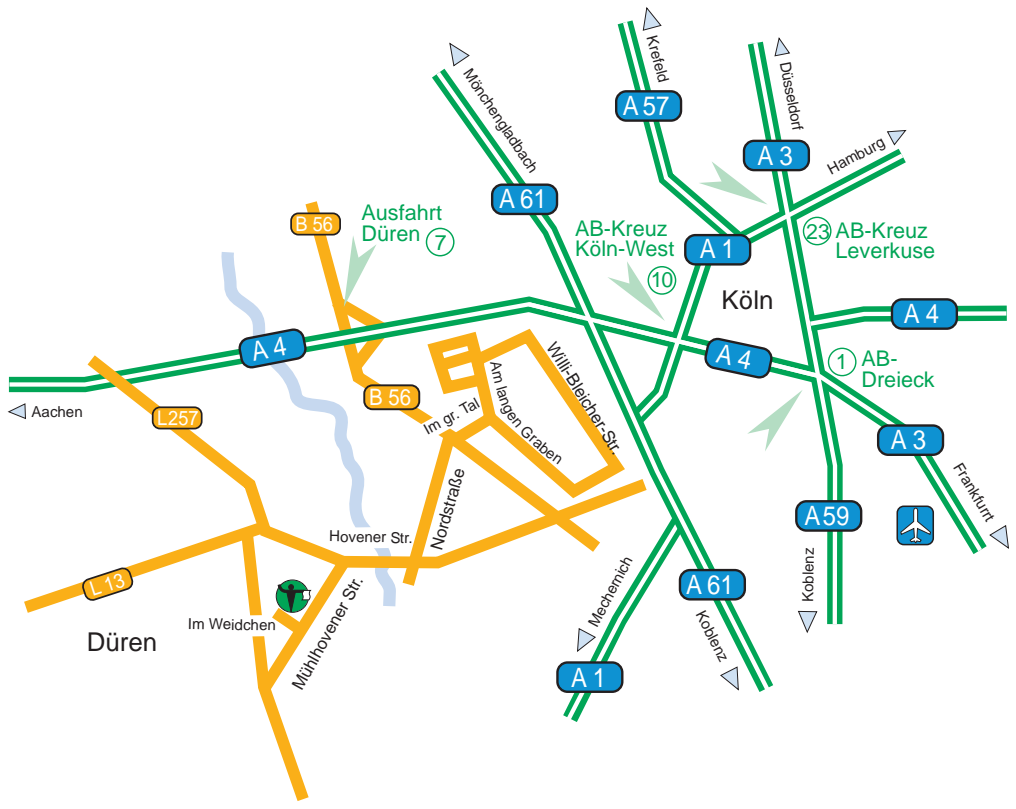 Krefeld
Düsseldorf
Mönchengladbach
A 57
A 3
Hamburg
A 61
B 56
Ausfahrt
Düren 7
AB-Kreuz
Köln-West
10
A 1
23 AB-Kreuz
Leverkuse
Köln
A 4
A 4
A 4
1 AB-
Dreieck
Aachen
L257
B 56
Im gr. Tal
Am langen Graben
Willi-Bleicher-Str.
A 3
Frankfurrt
Nordstraße
Hovener Str.
A59
Koblenz
L 13
Mechernich
A 61
Koblenz
Im Weidchen
Mühlhovener Str.
Düren
A 1